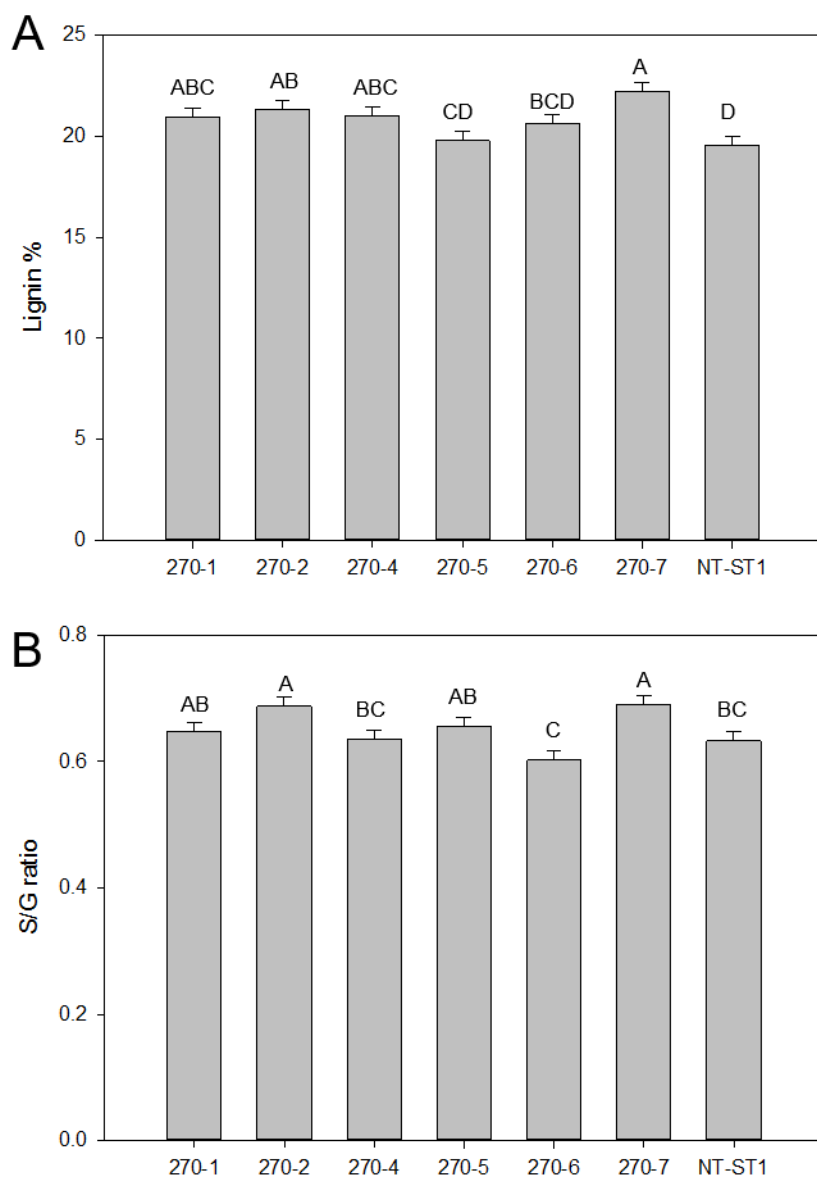 A
25
20
15
10
5
0
Lignin %
ABC AB ABC CD BCD A D
270-1 270-2 270-4 270-5 270-6 270-7 NT-ST1
B
0.8
0.6
0.4
0.2
0.0
S/G ratio
AB A BC AB C A BC
270-1 270-2 270-4 270-5 270-6 270-7 NT-ST1